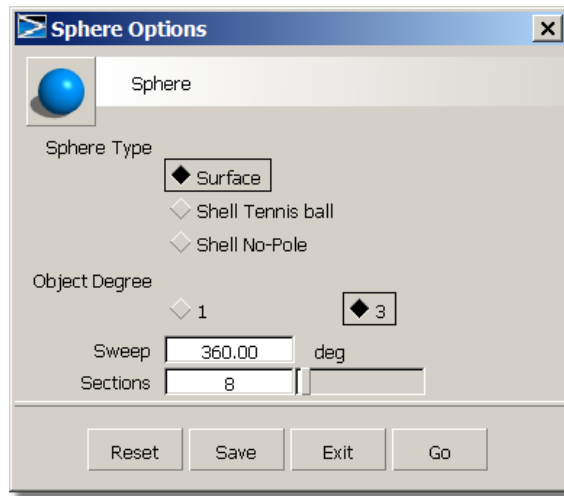 Sphere Options
Sphere
Sphere Type
Surface
Shell Tennis ball
Shell No-Pole
Object Degree
1 3
Sweep 360.00 deg
Sections 8
Reset Save Exit Go